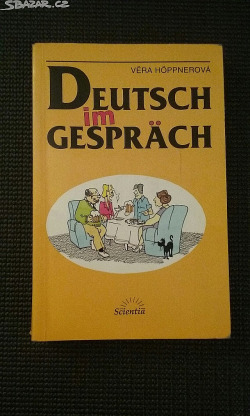 SBAZAR.CZ
VĚRA HÖPPNEROVÁ
DEUTSCH
im
GESPRÄCH
Scientia